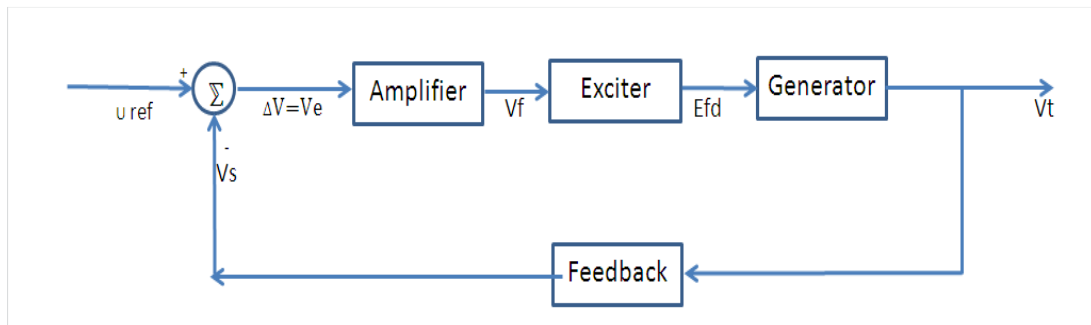 +
∑
Amplifier
Exciter
Generator
u ref
ΔV=Ve
Vf
Efd
Vt
-
Vs
Feedback